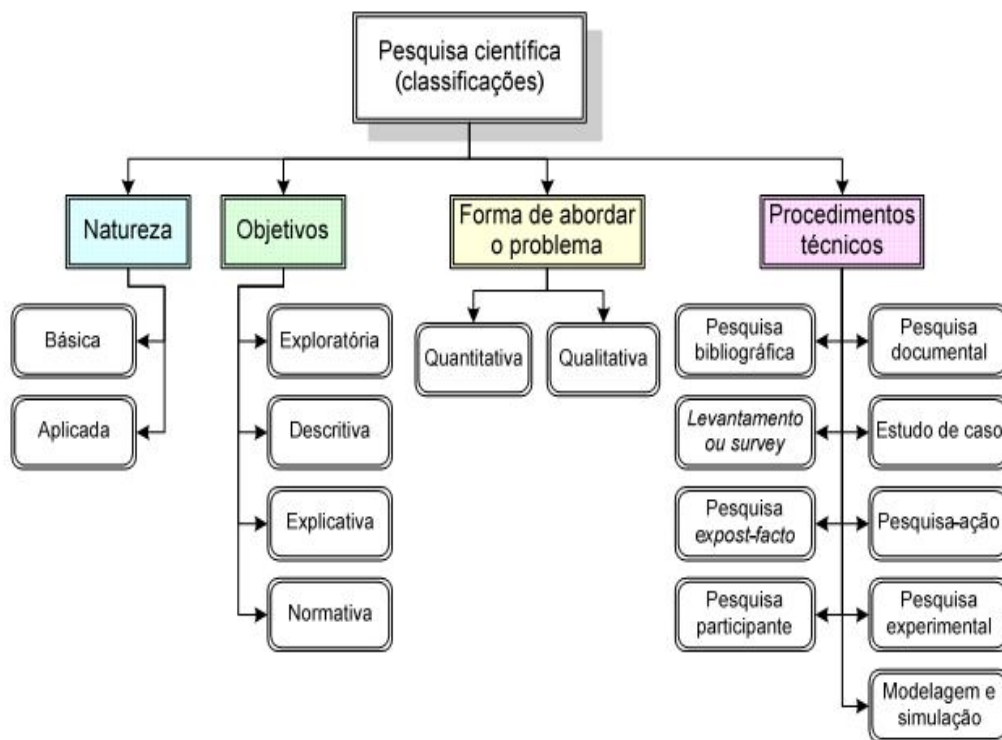 Pesquisa científica
(classificações)
Natureza
Objetivos
Forma de abordar
o problema
Procedimentos
técnicos
Básica
Aplicada
Exploratória
Descritiva
Explicativa
Normativa
Quantitativa
Qualitativa
Pesquisa
bibliográfica
Pesquisa
documental
Levantamento
ou survey
Estudo de caso
Pesquisa
expost-facto
Pesquisa-ação
Pesquisa
participante
Pesquisa
experimental
Modelagem e
simulação